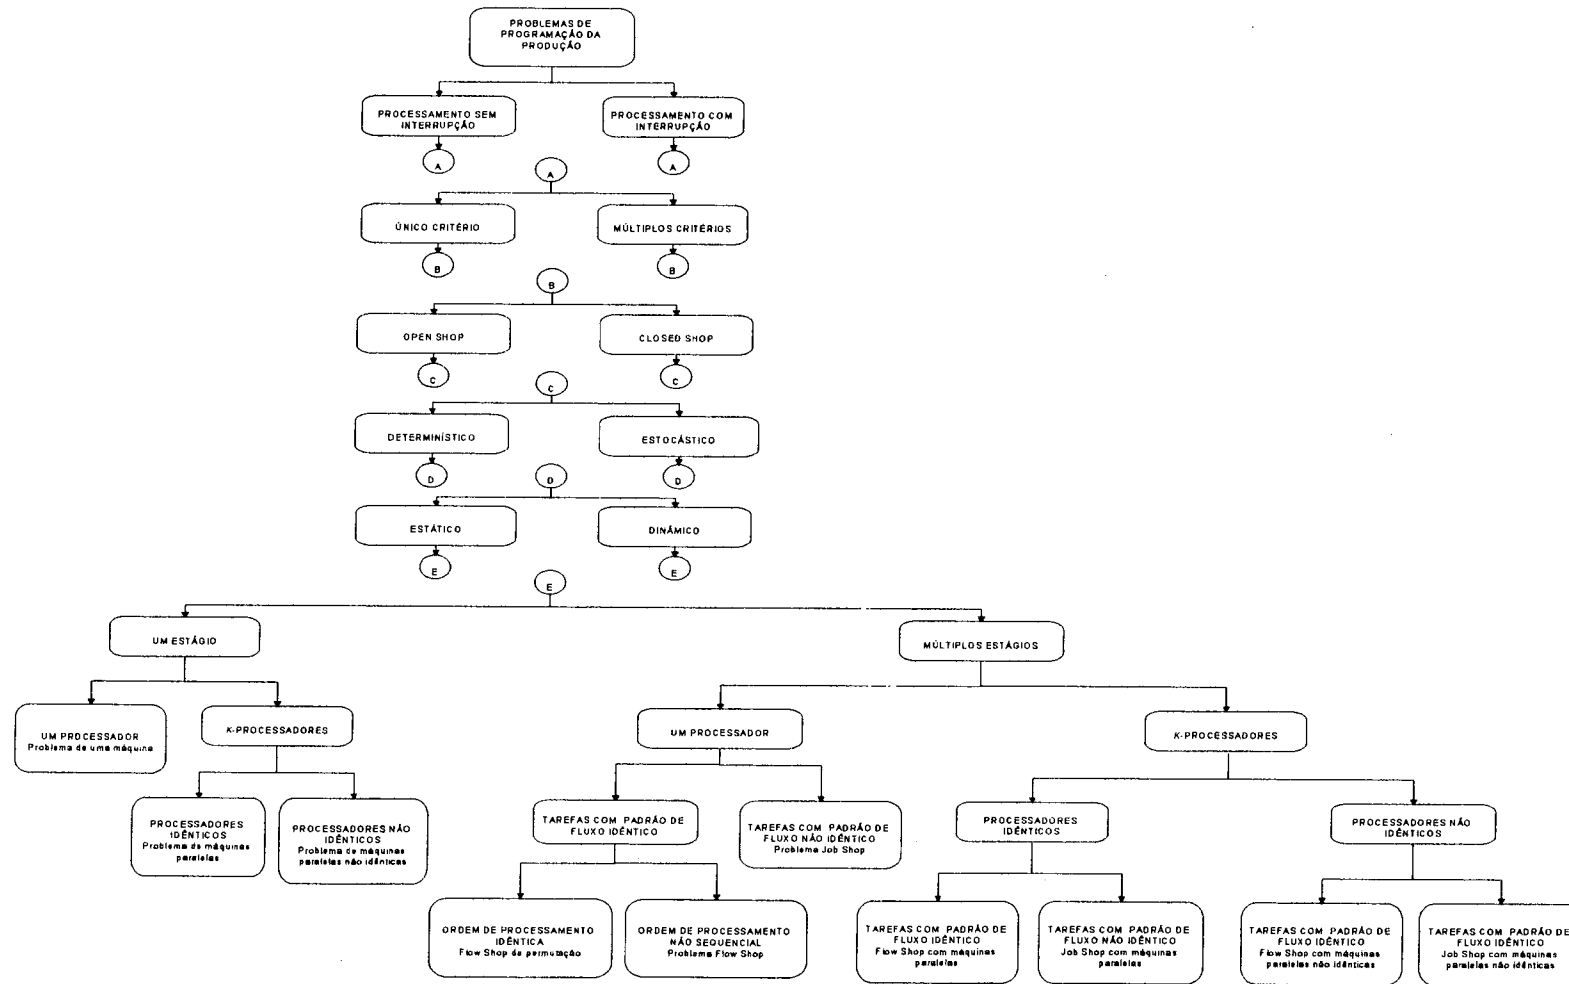 PROBLEMAS DE
PROGRAMAÇÃO DA
PRODUÇÃO
PROCESSAMENTO SEM
INTERRUPÇÃO
PROCESSAMENTO COM
INTERRUPÇÃO
A
A
A
ÚNICO CRITÉRIO
MÚLTIPLOS CRITÉRIOS
B
B
B
OPEN SHOP
CLOSED SHOP
C
C
C
DETERMINÍSTICO
ESTOCÁSTICO
D
D
D
ESTÁTICO
DINÂMICO
E
E
E
UM ESTÁGIO
MÚLTIPLOS ESTÁGIOS
UM PROCESSADOR
Problema de uma máquina
K-PROCESSADORES
UM PROCESSADOR
K-PROCESSADORES
PROCESSADORES
IDÊNTICOS
Problema de máquinas
paralelas
PROCESSADORES NÃO
IDÊNTICOS
Problema de máquinas
paralelas não idênticas
TAREFAS COM PADRÃO DE
FLUXO IDÊNTICO
TAREFAS COM PADRÃO DE
FLUXO NÃO IDÊNTICO
Problema Job Shop
PROCESSADORES
IDÊNTICOS
PROCESSADORES NÃO
IDÊNTICOS
ORDEM DE PROCESSAMENTO
IDÊNTICA
Flow Shop de permutação
ORDEM DE PROCESSAMENTO
NÃO SEQUENCIAL
Problema Flow Shop
TAREFAS COM PADRÃO DE
FLUXO IDÊNTICO
Flow Shop com máquinas
paralelas
TAREFAS COM PADRÃO DE
FLUXO NÃO IDÊNTICO
Job Shop com máquinas
paralelas
TAREFAS COM PADRÃO DE
FLUXO IDÊNTICO
Flow Shop com máquinas
paralelas não idênticas
TAREFAS COM PADRÃO DE
FLUXO IDÊNTICO
Job Shop com máquinas
paralelas não idênticas